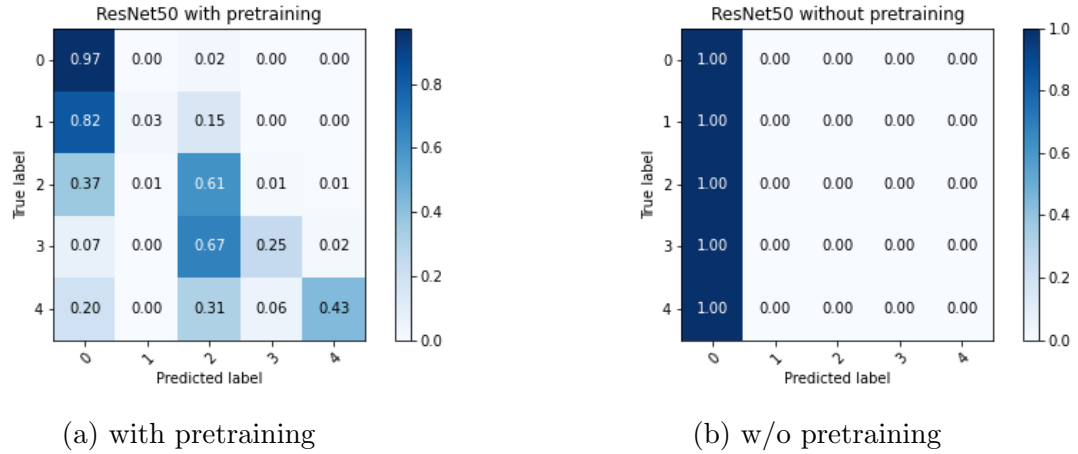 ResNet50 with pretraining
0 0.97 0.00 0.02 0.00 0.00
1 0.82 0.03 0.15 0.00 0.00
2 0.37 0.01 0.61 0.01 0.01
3 0.07 0.00 0.67 0.25 0.02
4 0.20 0.00 0.31 0.06 0.43
0 1 2 3 4
True label
Predicted label
0.8
0.6
0.4
0.2
0.0
(a) with pretraining
ResNet50 without pretraining
0 1.00 0.00 0.00 0.00 0.00
1 1.00 0.00 0.00 0.00 0.00
2 1.00 0.00 0.00 0.00 0.00
3 1.00 0.00 0.00 0.00 0.00
4 1.00 0.00 0.00 0.00 0.00
0 1 2 3 4
True label
Predicted label
1.0
0.8
0.6
0.4
0.2
0.0
(b) w/o pretraining